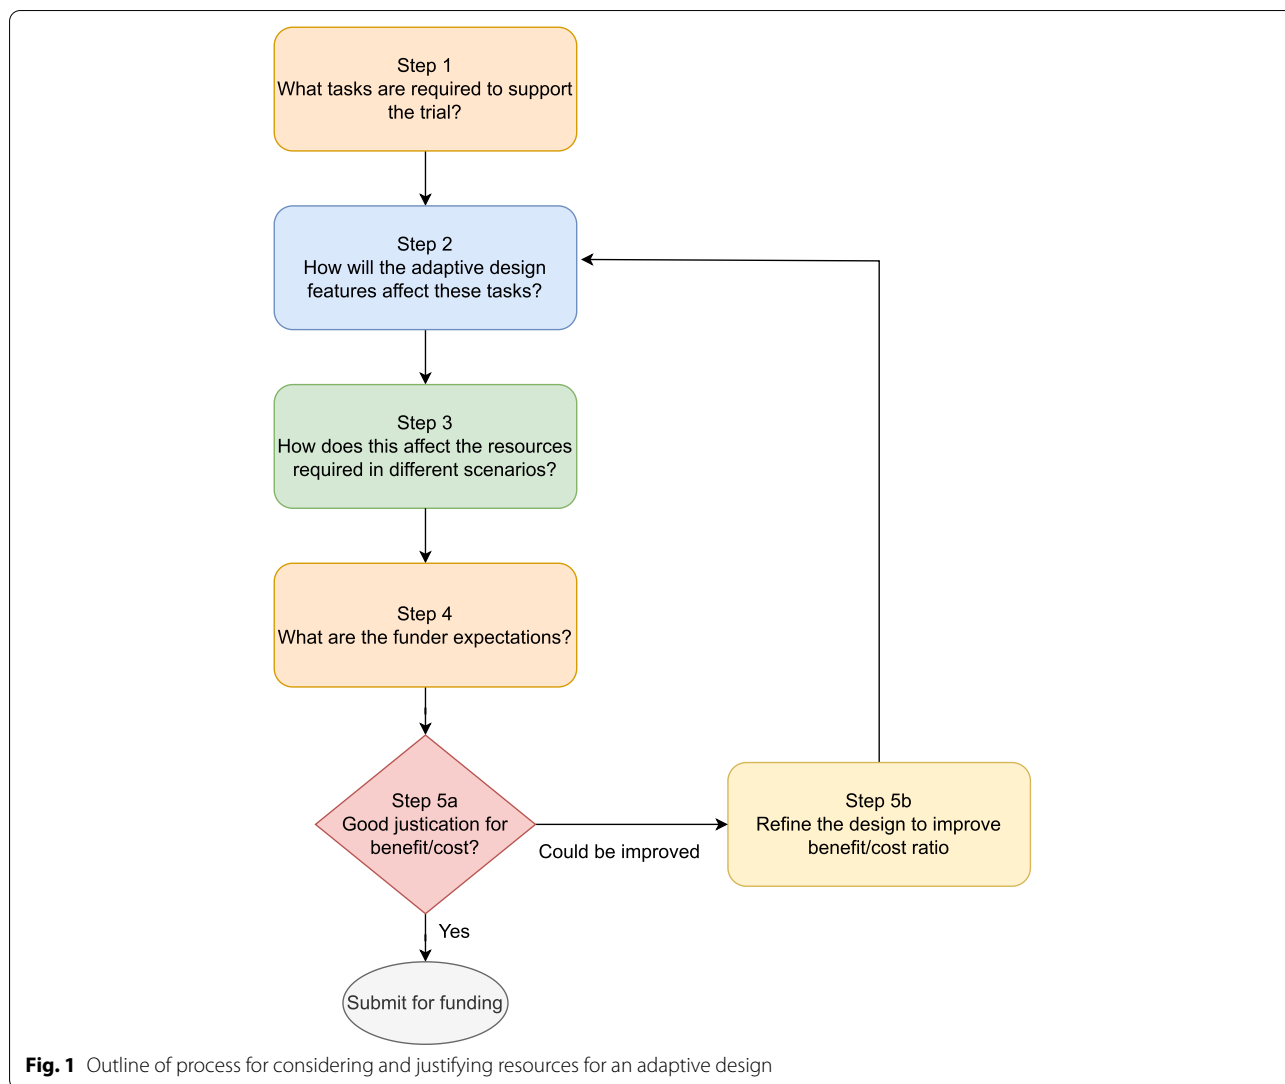 Step 1
What tasks are required to support
the trial?
Step 2
How will the adaptive design
features affect these tasks?
Step 3
How does this affect the resources
required in different scenarios?
Step 4
What are the funder expectations?
Step 5a
Good justication for
benefit/cost?
Could be improved
Step 5b
Refine the design to improve
benefit/cost ratio
Yes
Submit for funding
Fig. 1 Outline of process for considering and justifying resources for an adaptive design